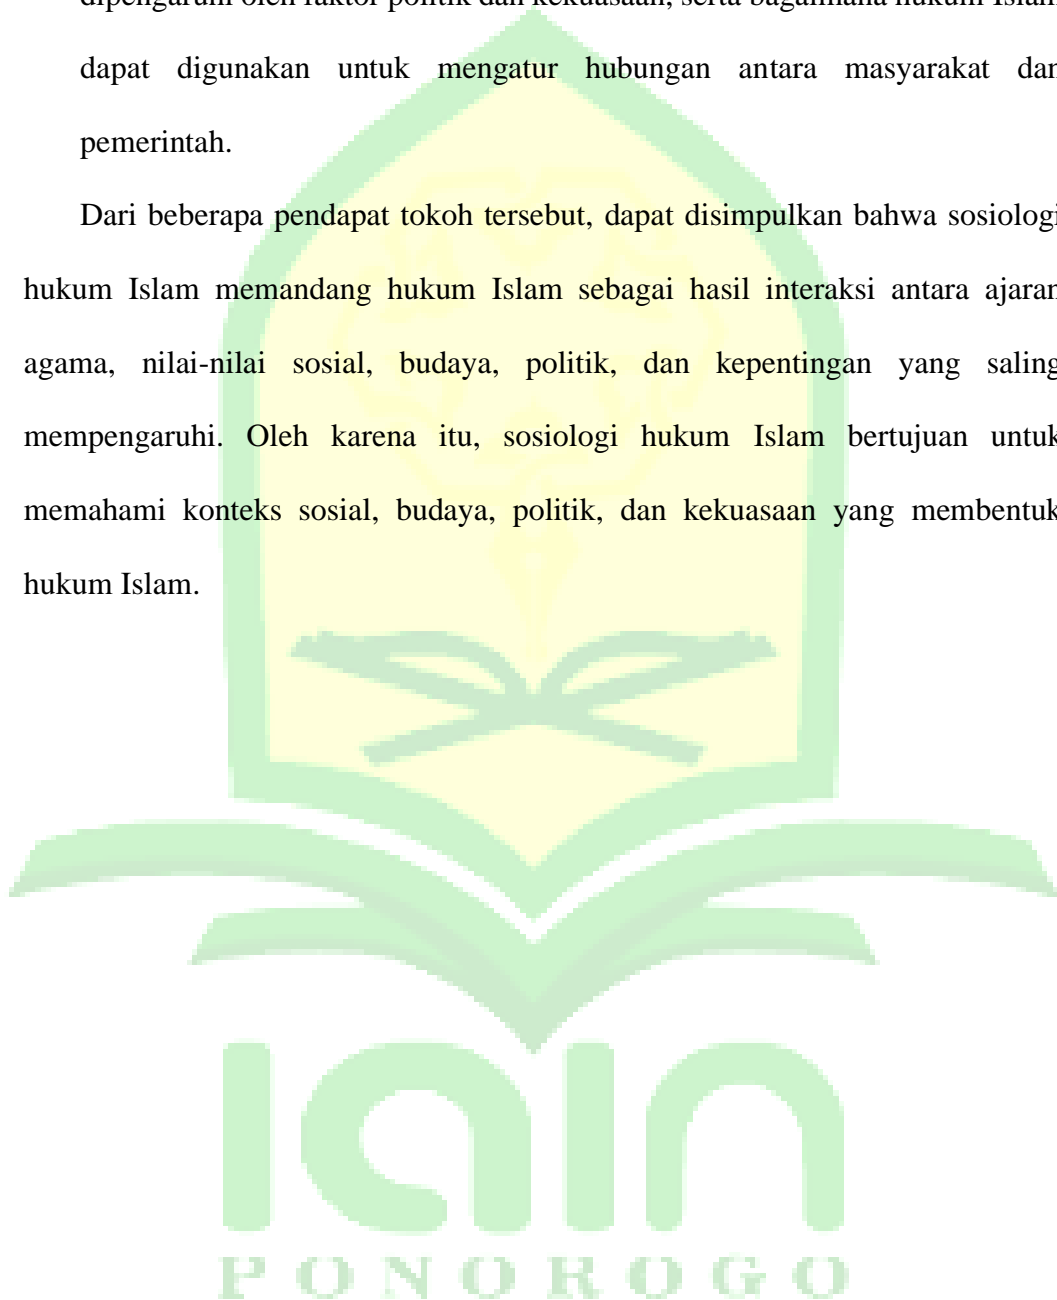 dipengaruhi oleh faktor politik dan kekuasaan, serta bagaimana hukum Islam
dapat digunakan untuk mengatur hubungan antara masyarakat dan
pemerintah.
Dari beberapa pendapat tokoh tersebut, dapat disimpulkan bahwa sosiologi
hukum Islam memandang hukum Islam sebagai hasil interaksi antara ajaran
agama, nilai-nilai sosial, budaya, politik, dan kepentingan yang saling
mempengaruhi. Oleh karena itu, sosiologi hukum Islam bertujuan untuk
memahami konteks sosial, budaya, politik, dan kekuasaan yang membentuk
hukum Islam.
iain
PONOROGO